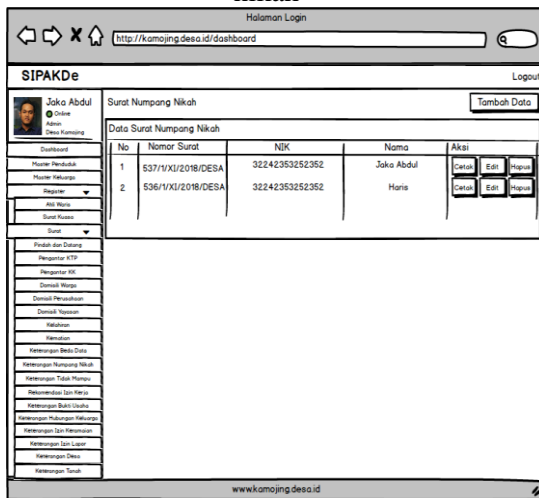 Halaman Login
http://kamojing.desa.id/dashboard
SIPAKDe
Logout
Jaka Abdul
Online
Admin
Desa Kamojing
Surat Numpang Nikah
Tambah Data
Data Surat Numpang Nikah
No Nomor Surat NIK Nama Aksi
1 537/1/XI/2018/DESA 32242353252352 Jaka Abdul Cetak Edit Hapus
2 536/1/XI/2018/DESA 32242353252352 Haris Cetak Edit Hapus
Dashboard
Master Penduduk
Master Keluarga
Register
Ahli Waris
Surat Kuasa
Surat
Pindah dan Datang
Pengantar KTP
Pengantar KK
Domisili Warga
Domisili Perusahaan
Domisili Yayasan
Kelahiran
Kematian
Keterangan Beda Data
Keterangan Numpang Nikah
Keterangan Tidak Mampu
Rekomendasi Izin Kerja
Keterangan Bukti Usaha
Keterangan Hubungan Keluarga
Keterangan Izin Keramaian
Keterangan Izin Lapor
Keterangan Desa
Keterangan Tanah
www.kamojing.desa.id